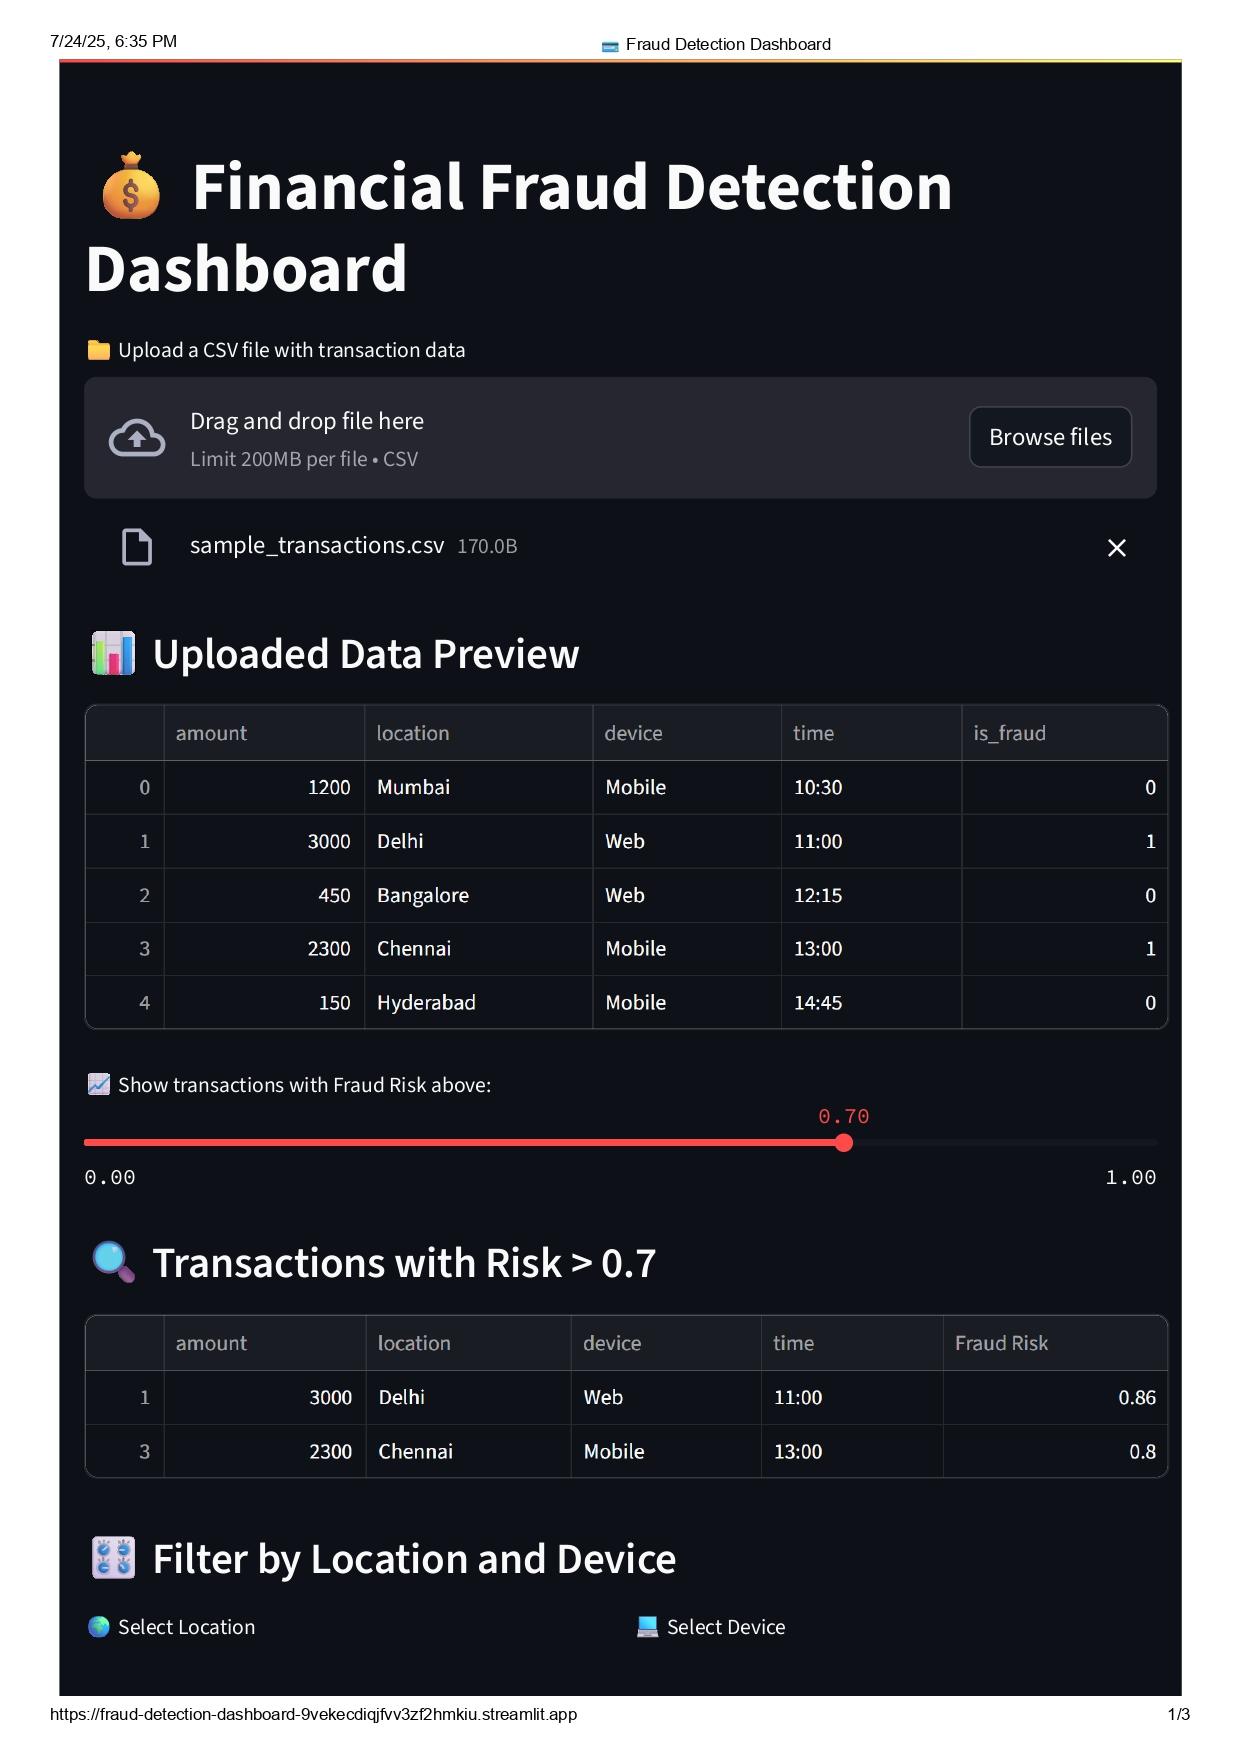 7/24/25, 6:35 PM Fraud Detection Dashboard
Financial Fraud Detection
Dashboard
Upload a CSV file with transaction data
Drag and drop file here
Limit 200MB per file • CSV
Browse files
sample_transactions.csv 170.0B
Uploaded Data Preview
amount location device time is_fraud
0 1200 Mumbai Mobile 10:30 0
1 3000 Delhi Web 11:00 1
2 450 Bangalore Web 12:15 0
3 2300 Chennai Mobile 13:00 1
4 150 Hyderabad Mobile 14:45 0
Show transactions with Fraud Risk above:
0.70
0.00 1.00
Transactions with Risk > 0.7
amount location device time Fraud Risk
1 3000 Delhi Web 11:00 0.86
3 2300 Chennai Mobile 13:00 0.8
Filter by Location and Device
Select Location Select Device
https://fraud-detection-dashboard-9vekecdiqjfvv3zf2hmkiu.streamlit.app 1/3